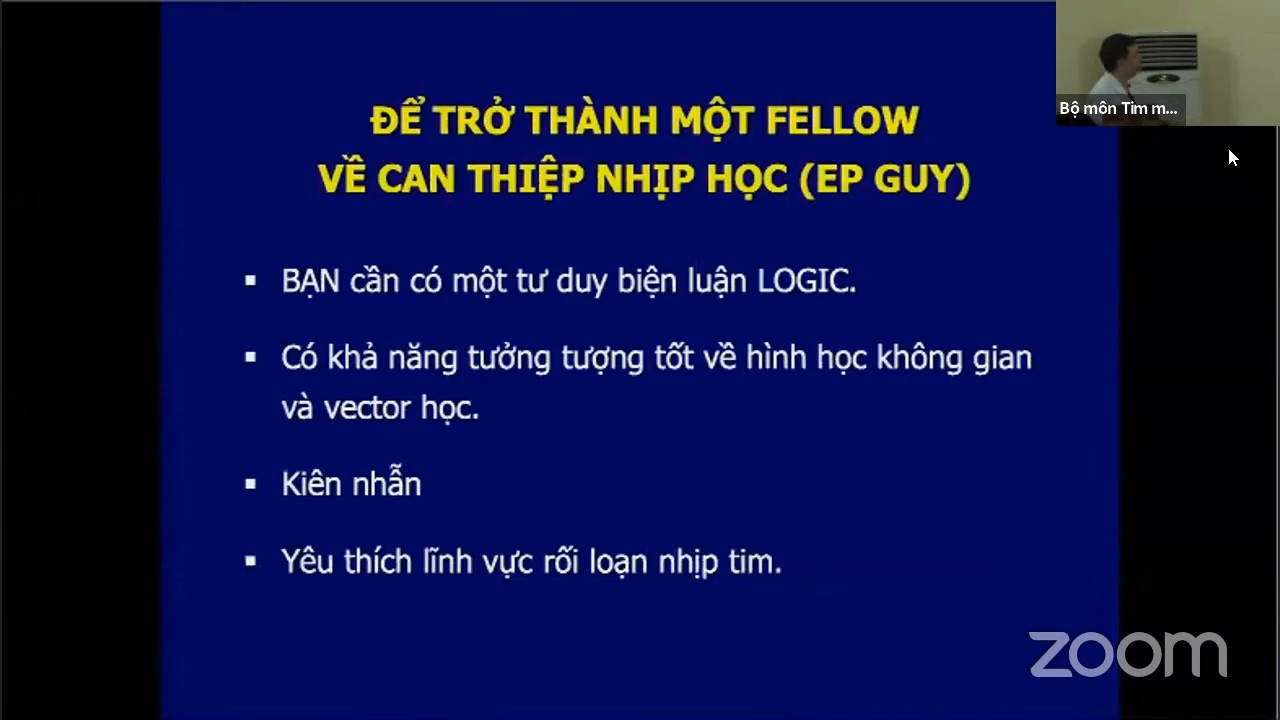 ĐỂ TRỞ THÀNH MỘT FELLOW
VỀ CAN THIỆP NHỊP HỌC (EP GUY)
▪ BẠN cần có một tư duy biện luận LOGIC.
▪ Có khả năng tưởng tượng tốt về hình học không gian
và vector học.
▪ Kiên nhẫn
▪ Yêu thích lĩnh vực rối loạn nhịp tim.
Bộ môn Tim m...
zoom